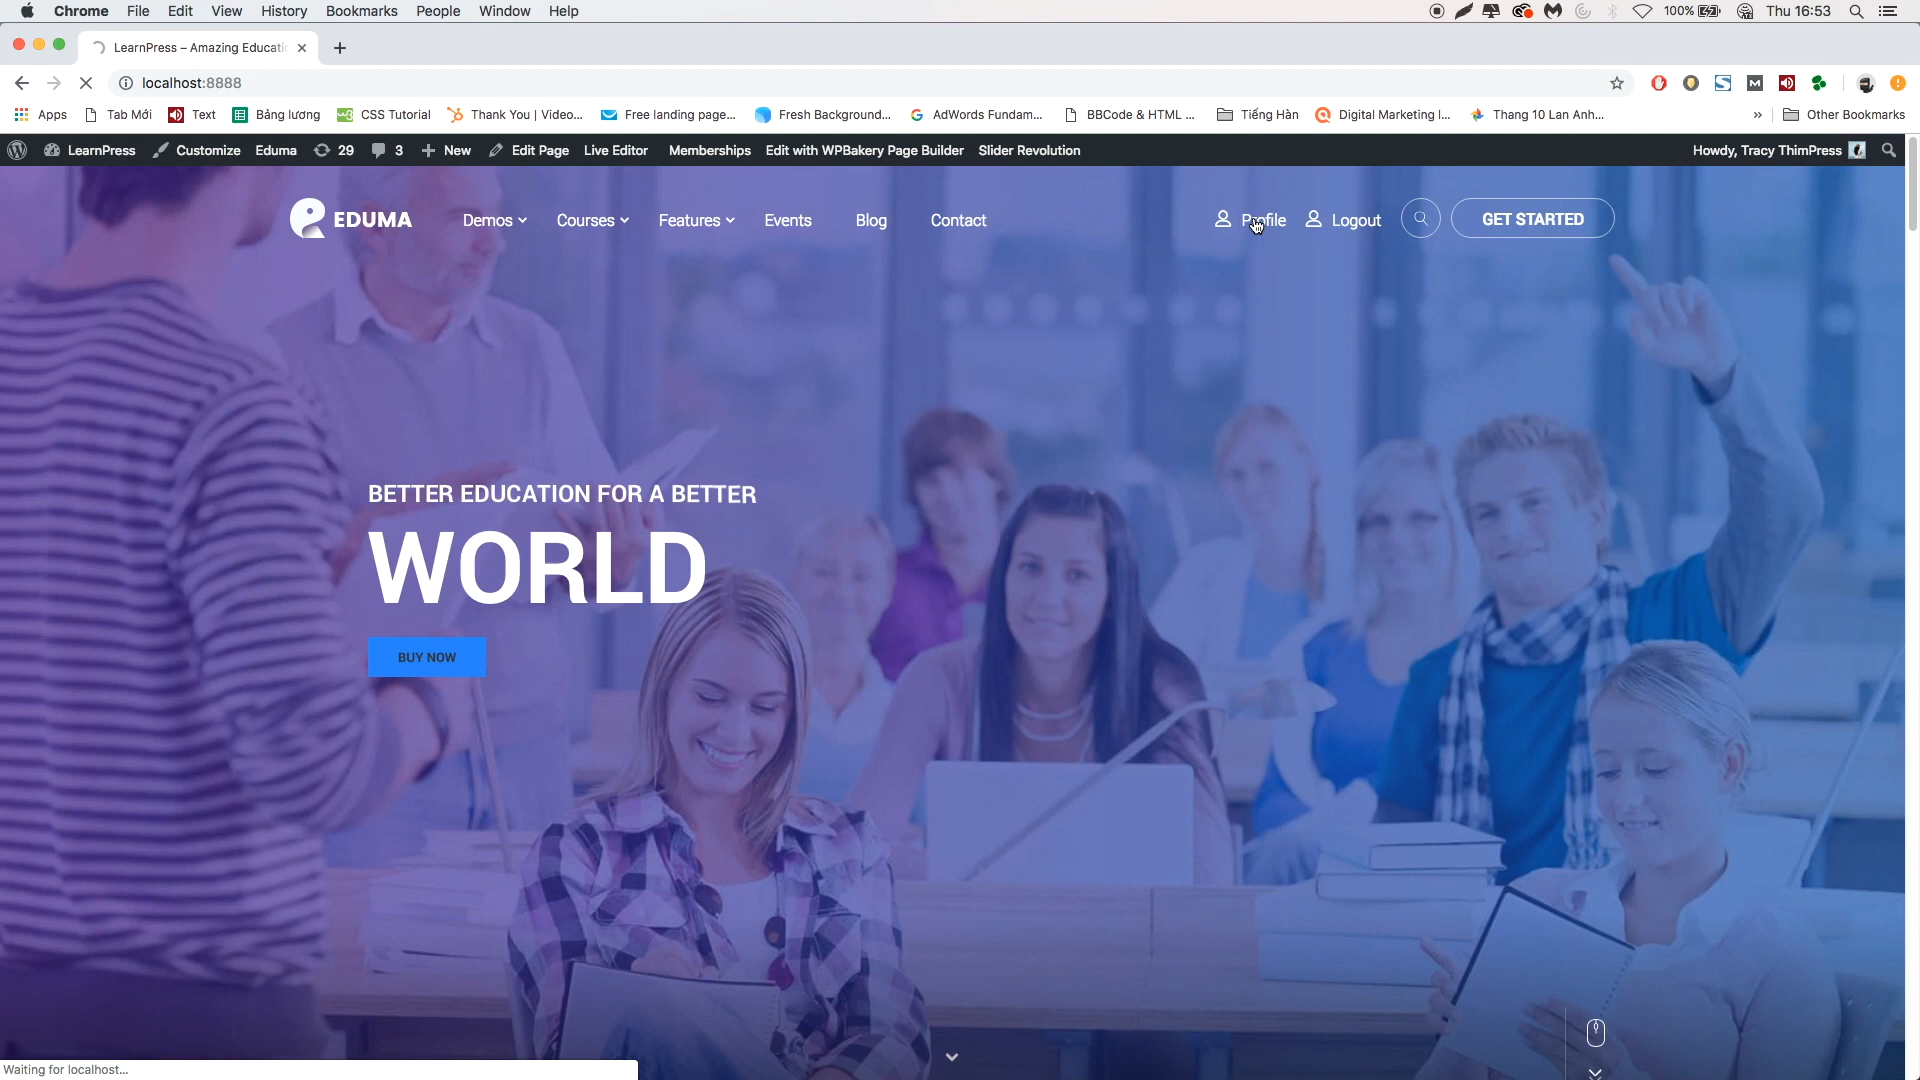 Chrome File Edit View History Bookmarks People Window Help 100% Thu 16:53
LearnPress – Amazing Educati
localhost:8888
Apps Tab Mới Text Bảng lương CSS Tutorial Thank You | Video... Free landing page... Fresh Background... AdWords Fundam... BBCode & HTML ... Tiếng Hàn Digital Marketing I... Thang 10 Lan Anh... » Other Bookmarks
LearnPress Customize Eduma 29 3 New Edit Page Live Editor Memberships Edit with WPBakery Page Builder Slider Revolution Howdy, Tracy ThimPress
EDUMA Demos Courses Features Events Blog Contact Profile Logout GET STARTED
BETTER EDUCATION FOR A BETTER
WORLD
BUY NOW
Waiting for localhost...